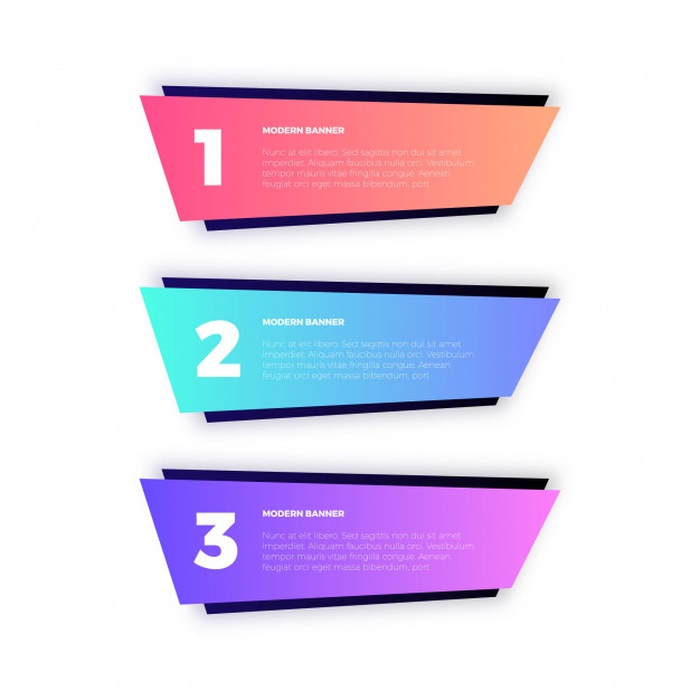 1
MODERN BANNER
Nunc at elit libero. Sed sagittis non dui sit amet
imperdiet. Aliquam faucibus nulla orci. Vestibulum
tempor mauris vitae fringilla congue. Aenean
feugiat orci eget massa bibendum, port
2
MODERN BANNER
Nunc at elit libero. Sed sagittis non dui sit amet
imperdiet. Aliquam faucibus nulla orci. Vestibulum
tempor mauris vitae fringilla congue. Aenean
feugiat orci eget massa bibendum, port
3
MODERN BANNER
Nunc at elit libero. Sed sagittis non dui sit amet
imperdiet. Aliquam faucibus nulla orci. Vestibulum
tempor mauris vitae fringilla congue. Aenean
feugiat orci eget massa bibendum, port